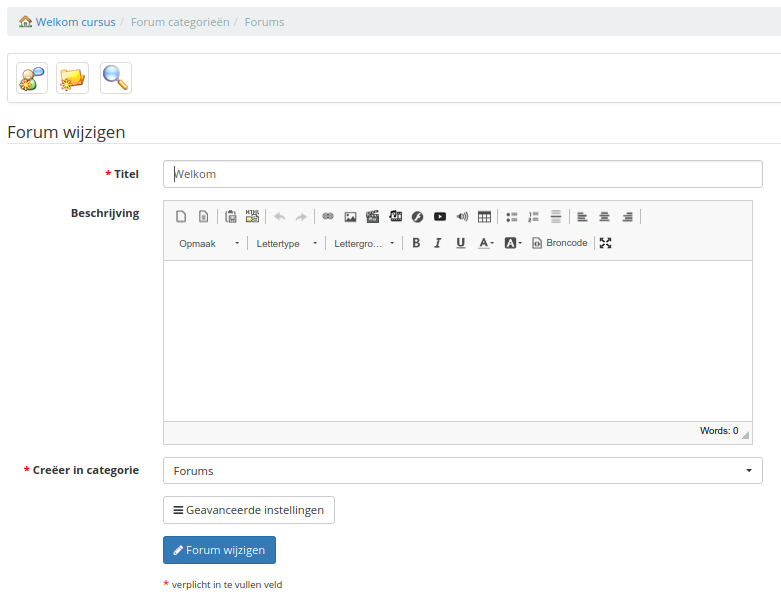 Welkom cursus / Forum categorieën / Forums
Forum wijzigen
* Titel
Welkom
Beschrijving
Opmaak
Lettertype
Lettergro...
B I U A A
Broncode
Words: 0
* Creëer in categorie
Forums
Geavanceerde instellingen
Forum wijzigen
* verplicht in te vullen veld